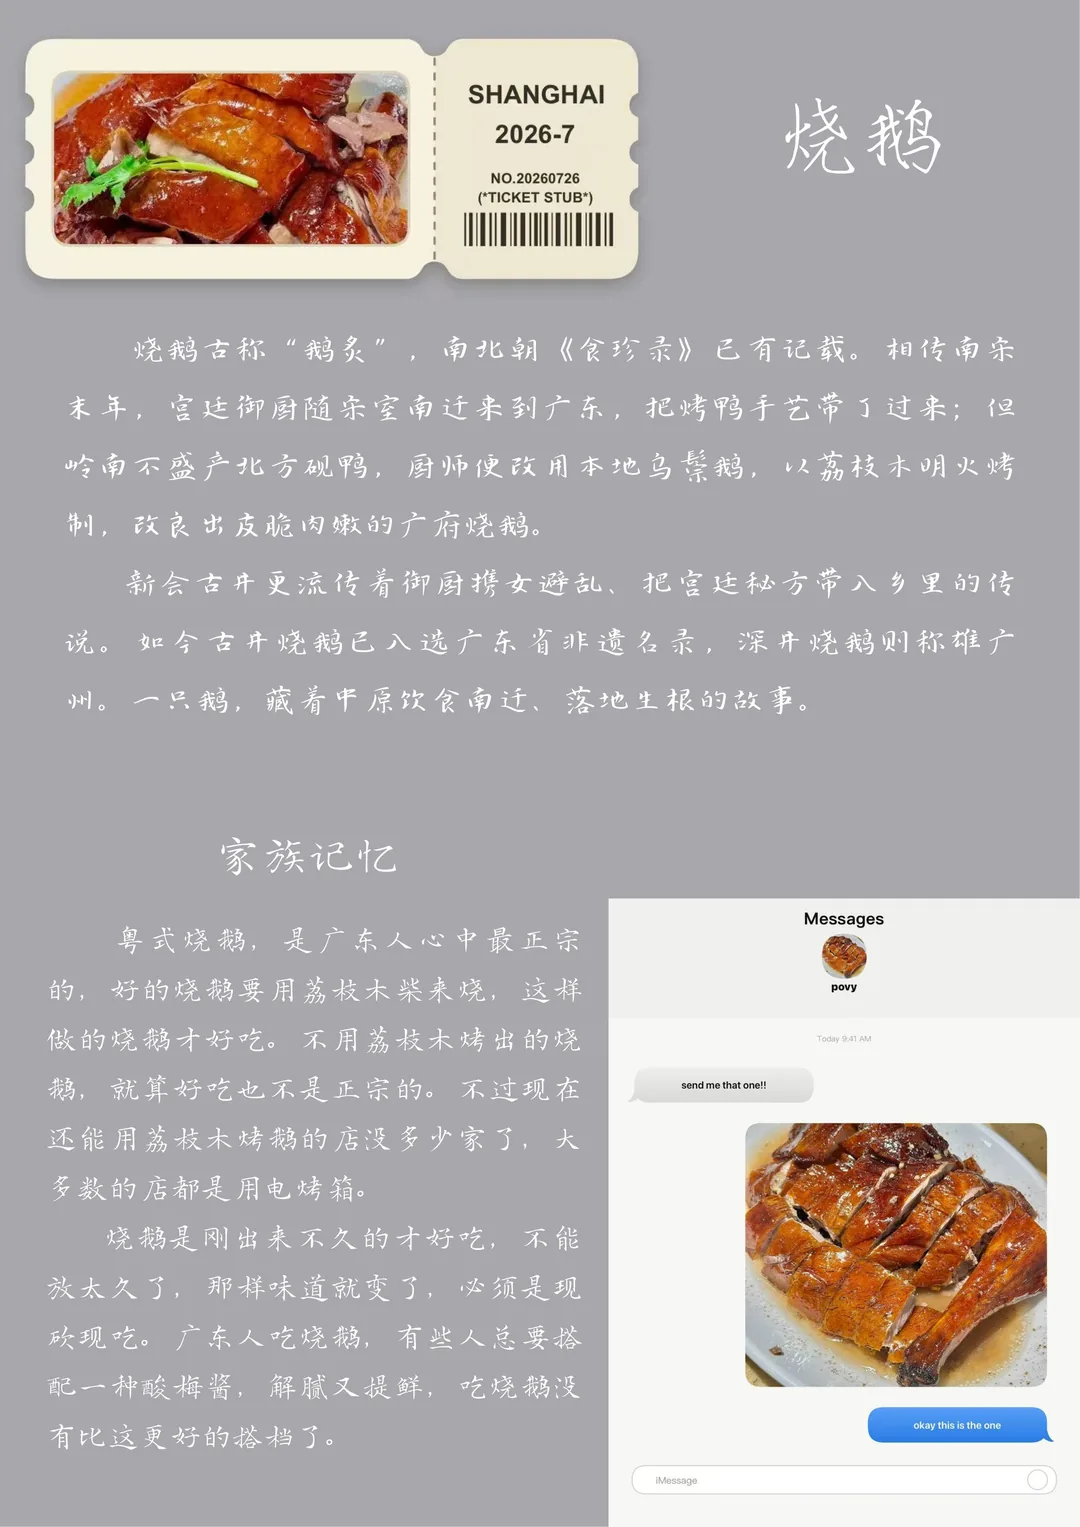 SHANGHAI
2026-7
NO.20260726
(*TICKET STUB*)
烧鹅
烧鹅古称“鹅炙”，南北朝《食珍录》已有记载。相传南宋
末年，宫廷御厨随宗室南迁来到广东，把烤鸭手艺带了过来；但
岭南不盛产北方砚鸭，厨师便改用本地乌鬃鹅，以荔枝木明火烤
制，改良出皮脆肉嫩的广府烧鹅。
新会古井更流传着御厨携女避乱、把宫廷秘方带入乡里的传
说。如今古井烧鹅已入选广东省非遗名录，深井烧鹅则称雄广
州。一只鹅，藏着中原饮食南迁、落地生根的故事。
家族记忆
粤式烧鹅，是广东人心中最正宗
的，好的烧鹅要用荔枝木柴来烧，这样
做的烧鹅才好吃。不用荔枝木烤出的烧
鹅，就算好吃也不是正宗的。不过现在
还能用荔枝木烤鹅的店没多少家了，大
多数的店都是用电烤箱。
烧鹅是刚出来不久的才好吃，不能
放太久了，那样味道就变了，必须是现
砍现吃。广东人吃烧鹅，有些人总要搭
配一种酸梅酱，解腻又提鲜，吃烧鹅没
有比这更好的搭档了。
Messages
povy
Today 9:41 AM
send me that one!!
okay this is the one
iMessage